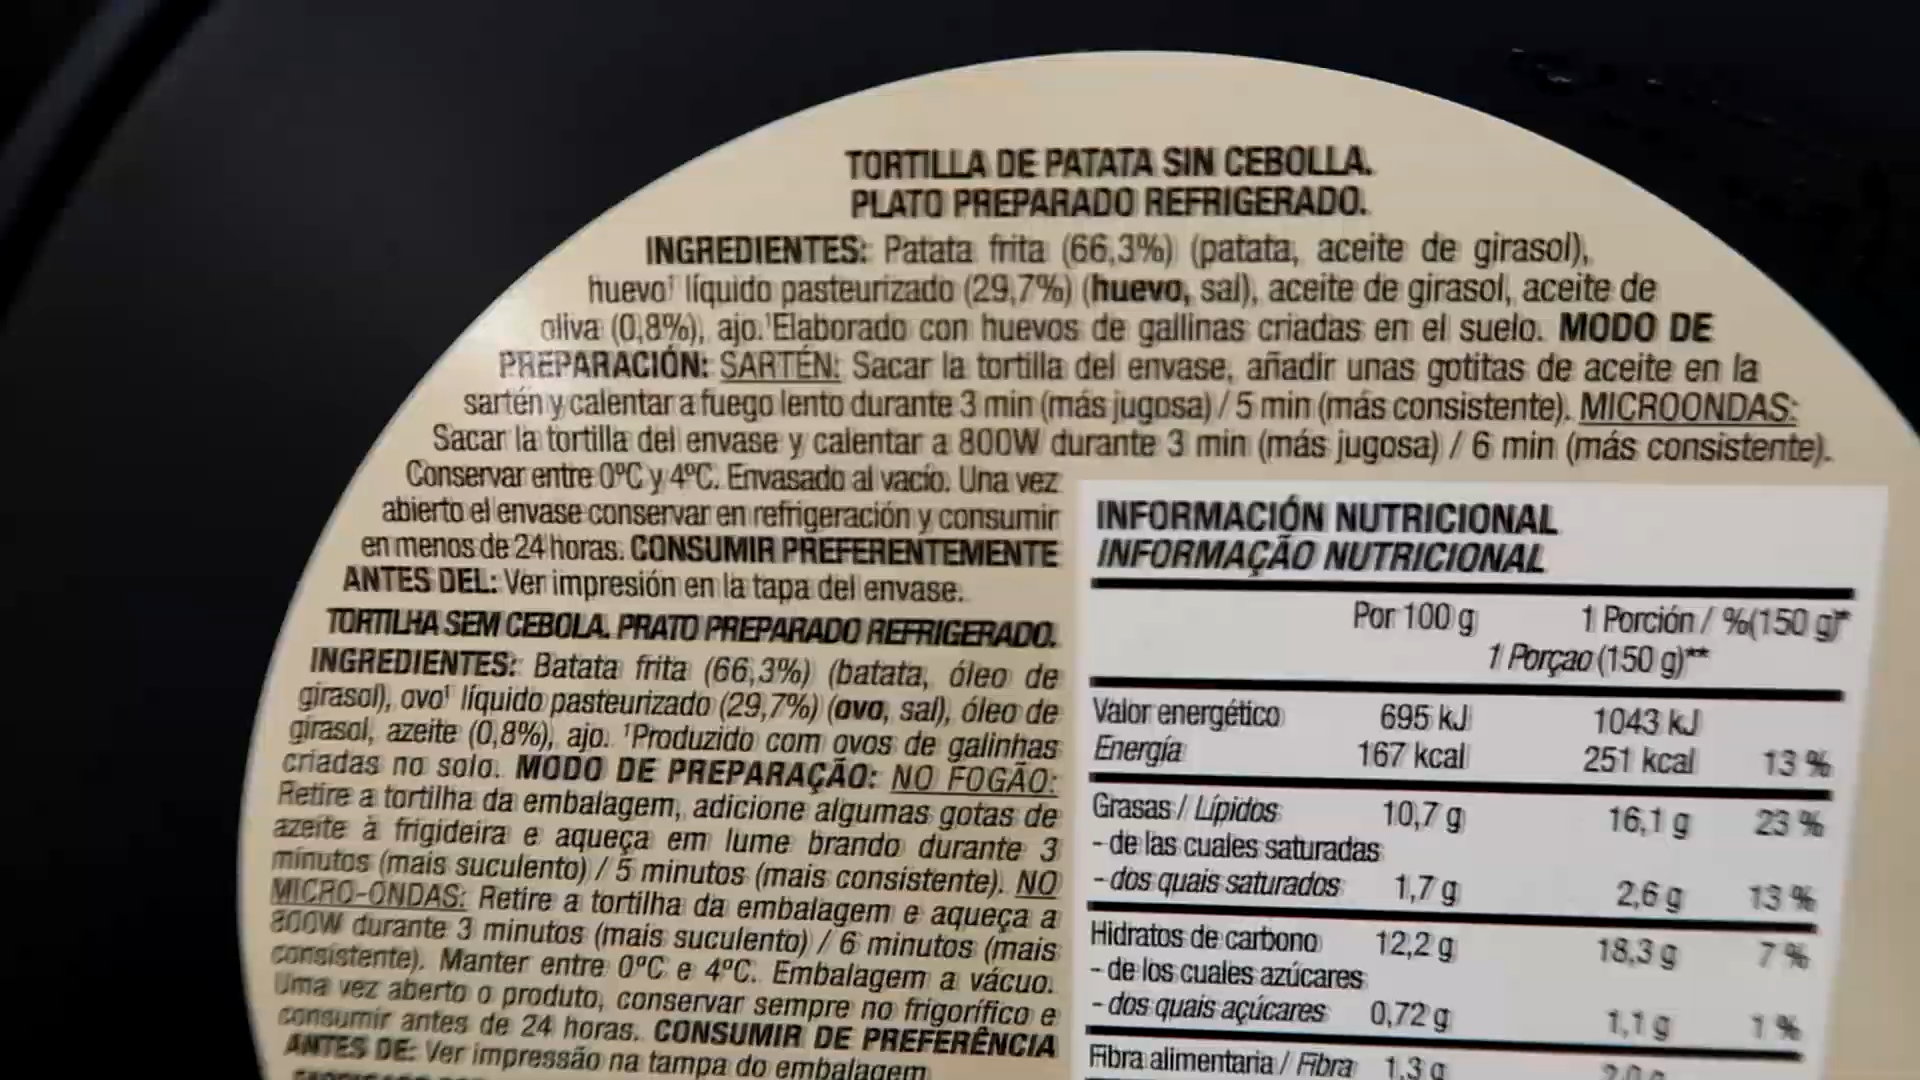 TORTILLA DE PATATA SIN CEBOLLA.
PLATO PREPARADO REFRIGERADO.
INGREDIENTES: Patata frita (66,3%) (patata, aceite de girasol),
huevo¹ líquido pasteurizado (29,7%) (huevo, sal), aceite de girasol, aceite de
oliva (0,8%), ajo. ¹Elaborado con huevos de gallinas criadas en el suelo. MODO DE
PREPARACIÓN: SARTÉN: Sacar la tortilla del envase, añadir unas gotitas de aceite en la
sartén y calentar a fuego lento durante 3 min (más jugosa) / 5 min (más consistente). MICROONDAS:
Sacar la tortilla del envase y calentar a 800W durante 3 min (más jugosa) / 6 min (más consistente).
Conservar entre 0ºC y 4ºC. Envasado al vacío. Una vez
abierto el envase conservar en refrigeración y consumir
en menos de 24 horas. CONSUMIR PREFERENTEMENTE
ANTES DEL: Ver impresión en la tapa del envase.
TORTILHA SEM CEBOLA. PRATO PREPARADO REFRIGERADO.
INGREDIENTES: Batata frita (66,3%) (batata, óleo de
girasol), ovo¹ líquido pasteurizado (29,7%) (ovo, sal), óleo de
girasol, azeite (0,8%), ajo. ¹Produzido com ovos de galinhas
criadas no solo. MODO DE PREPARAÇÃO: NO FOGÃO:
Retire a tortilha da embalagem, adicione algumas gotas de
azeite à frigideira e aqueça em lume brando durante 3
minutos (mais suculento) / 5 minutos (mais consistente). NO
MICRO-ONDAS: Retire a tortilha da embalagem e aqueça a
800W durante 3 minutos (mais suculento) / 6 minutos (mais
consistente). Manter entre 0ºC e 4ºC. Embalagem a vácuo.
Uma vez aberto o produto, conservar sempre no frigorífico e
consumir antes de 24 horas. CONSUMIR DE PREFERÊNCIA
ANTES DE: Ver impressão na tampa do embalagem
INFORMACIÓN NUTRICIONAL
INFORMAÇÃO NUTRICIONAL
Por 100 g 1 Porción / %(150 g)*
1 Porçao (150 g)**
Valor energético 695 kJ 1043 kJ
Energía 167 kcal 251 kcal 13 %
Grasas / Lípidos 10,7 g 16,1 g 23 %
- de las cuales saturadas
- dos quais saturados 1,7 g 2,6 g 13 %
Hidratos de carbono 12,2 g 18,3 g 7 %
- de los cuales azúcares
- dos quais açúcares 0,72 g 1,1 g 1 %
Fibra alimentaria / Fibra 1,3 g